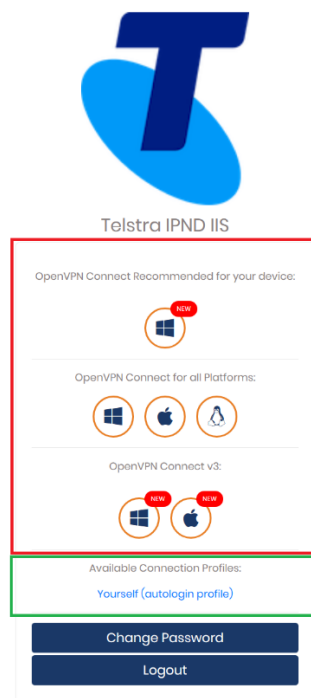 Telstra IPND IIS
OpenVPN Connect Recommended for your device:
NEW
OpenVPN Connect for all Platforms:
OpenVPN Connect v3:
NEW NEW
Available Connection Profiles:
Yourself (autologin profile)
Change Password
Logout